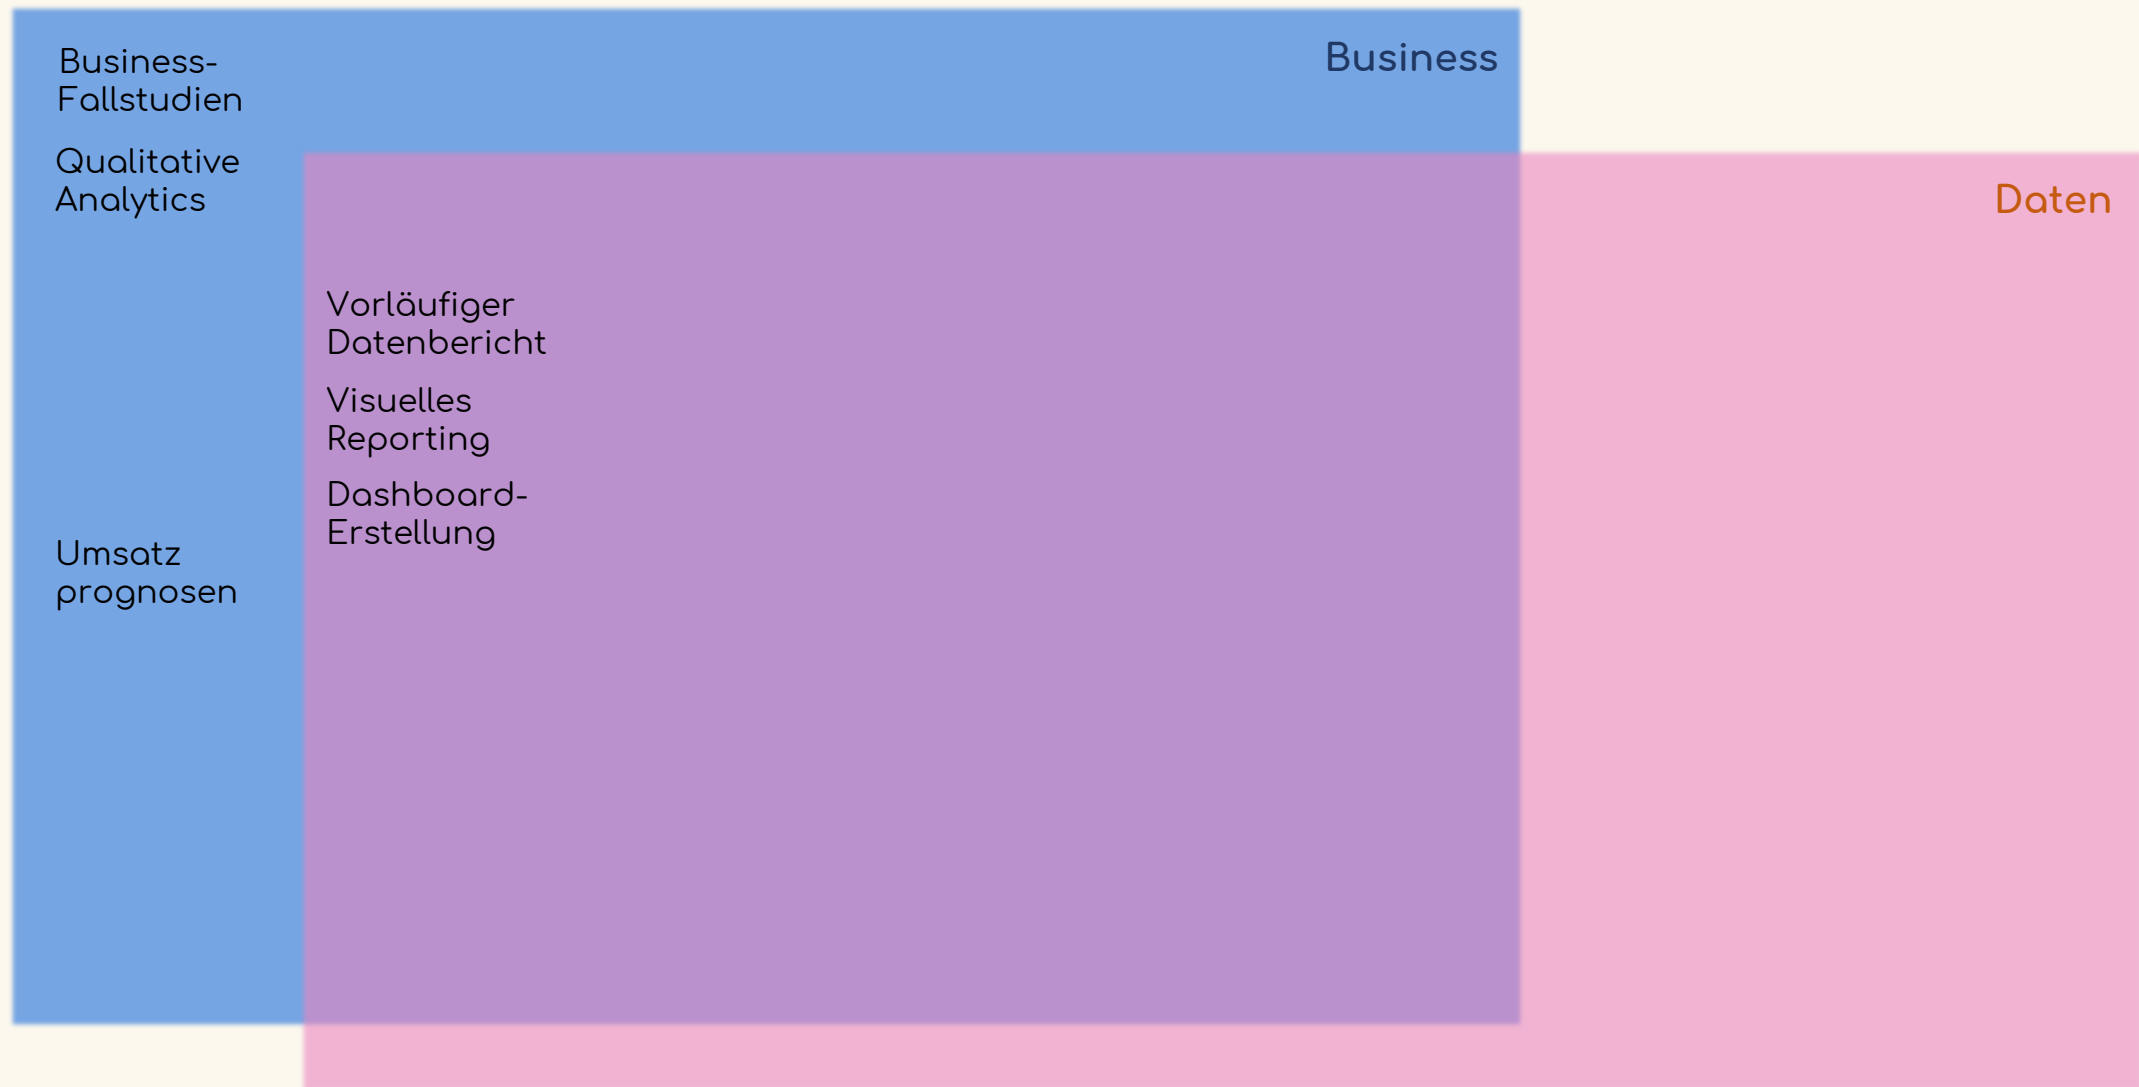 Business-
Fallstudien
Business
Qualitative
Analytics
Daten
Vorläufiger
Datenbericht
Visuelles
Reporting
Dashboard-
Erstellung
Umsatz
prognosen